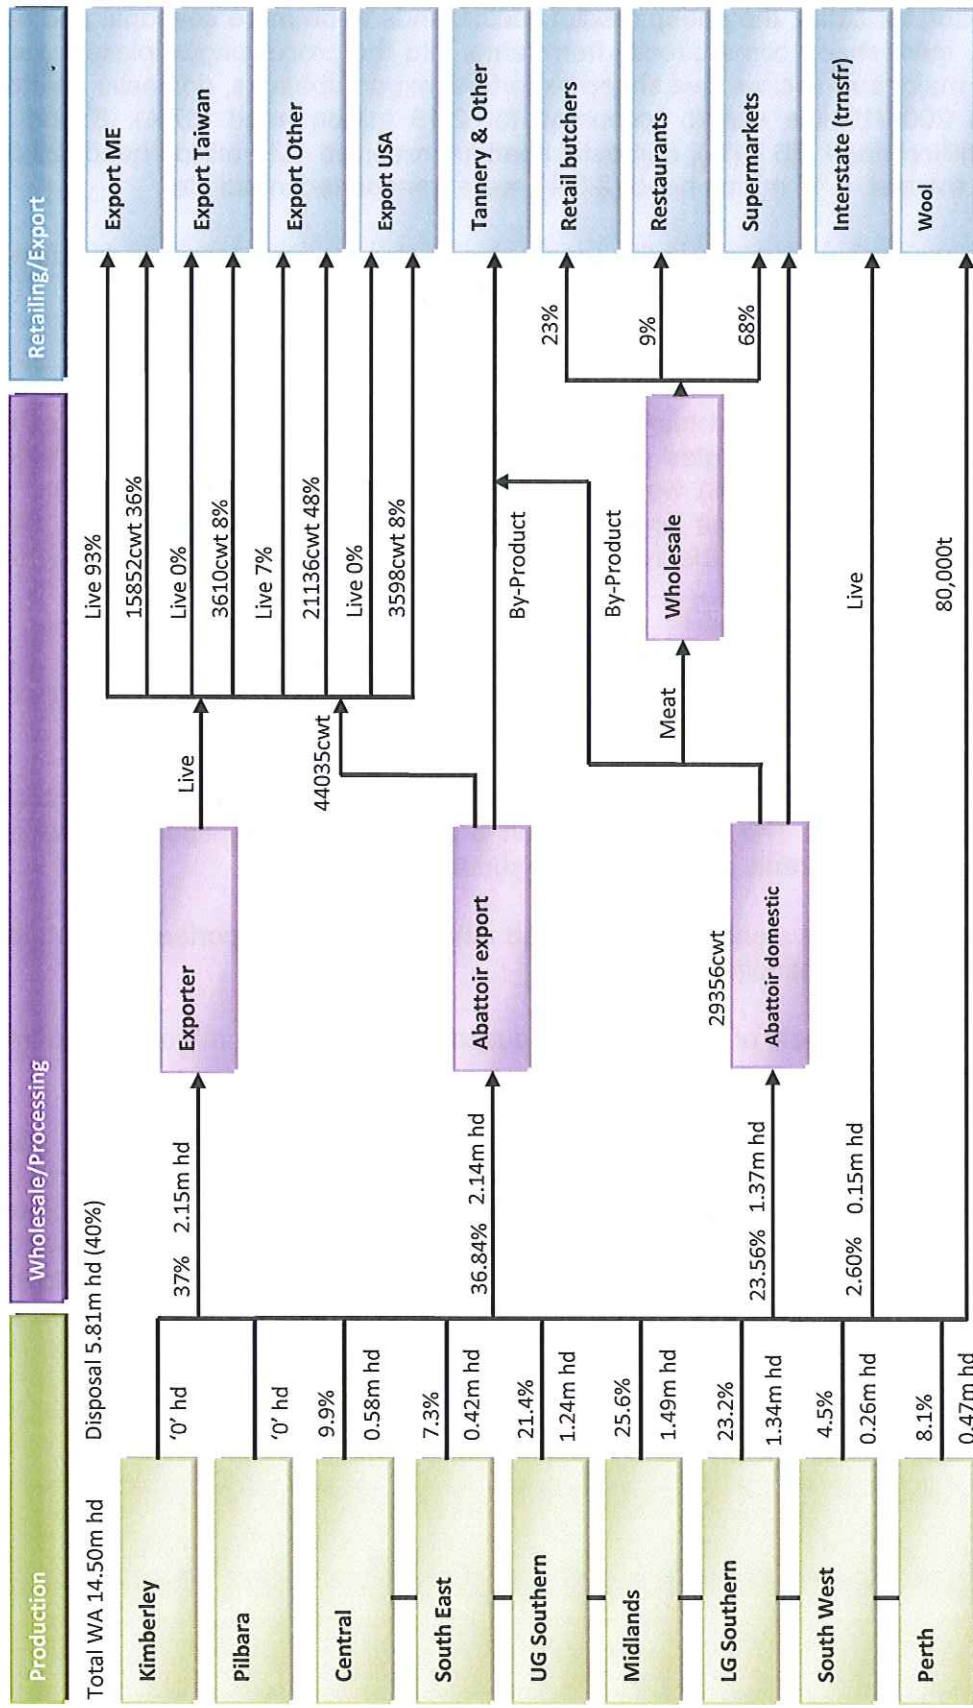 Production
Wholesale/Processing
Retailing/Export
Total WA 14.50m hd
Disposal 5.81m hd (40%)
Kimberley
'0' hd
Pilbara
'0' hd
Central
9.9%
0.58m hd
South East
7.3%
0.42m hd
UG Southern
21.4%
1.24m hd
Midlands
25.6%
1.49m hd
LG Southern
23.2%
1.34m hd
South West
4.5%
0.26m hd
Perth
8.1%
0.47m hd
37% 2.15m hd
Exporter
Live
36.84% 2.14m hd
Abattoir export
44035cwt
23.56% 1.37m hd
29356cwt
Abattoir domestic
2.60% 0.15m hd
Live 93%
15852cwt 36%
Live 0%
3610cwt 8%
Live 7%
21136cwt 48%
Live 0%
3598cwt 8%
By-Product
By-Product
Meat
Wholesale
23%
9%
68%
Live
80,000t
Export ME
Export Taiwan
Export Other
Export USA
Tannery & Other
Retail butchers
Restaurants
Supermarkets
Interstate (trnsfr)
Wool